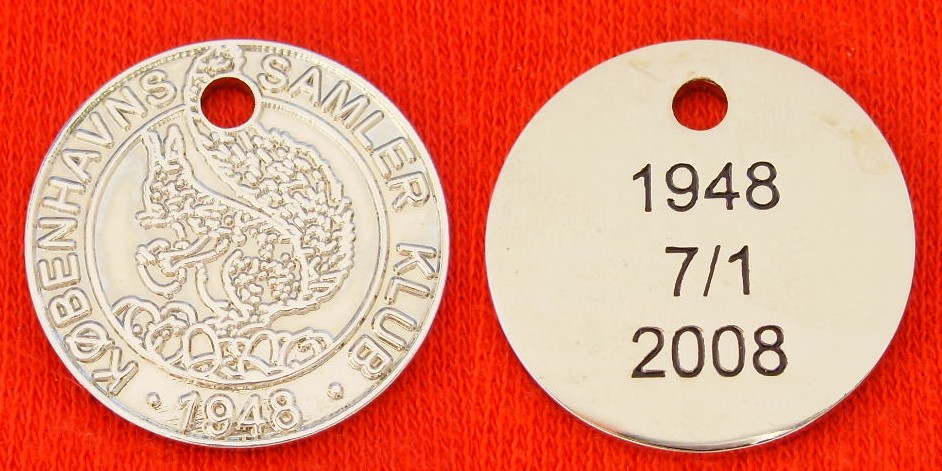 KØBENHAVNS SAMLER KLUB
· 1948 ·
1948
7/1
2008